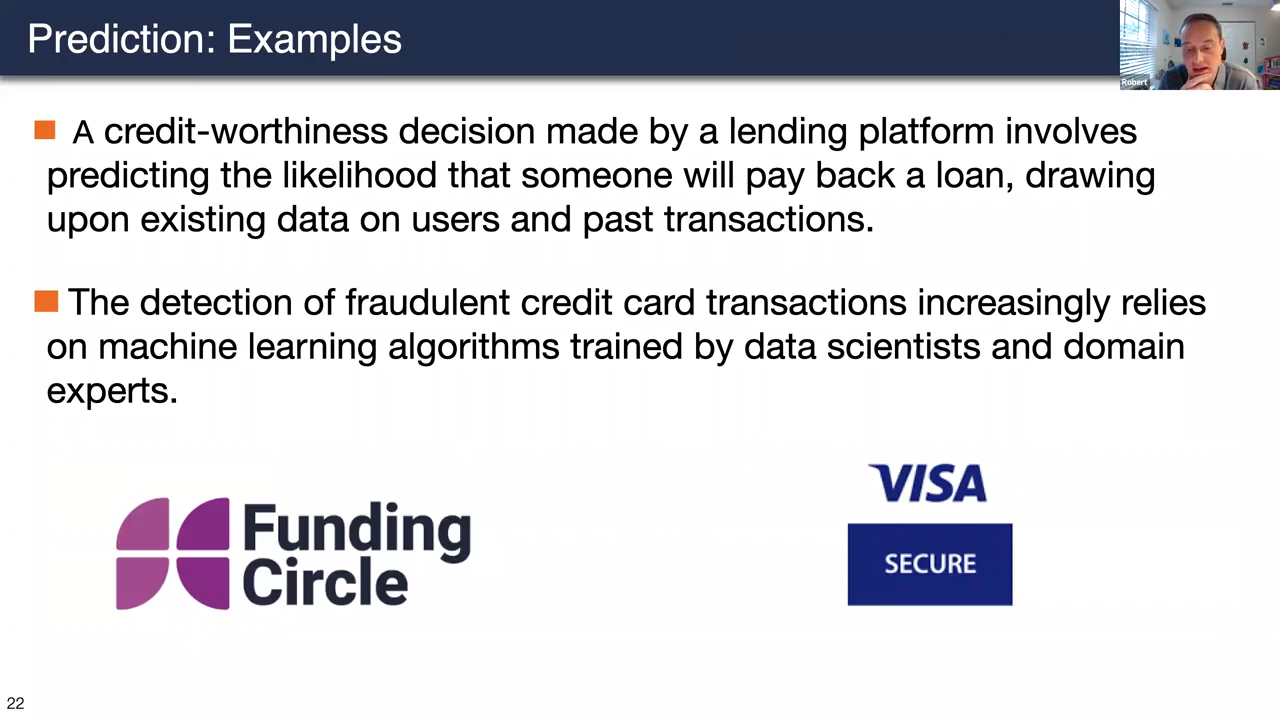 Prediction: Examples
Robert
A credit-worthiness decision made by a lending platform involves
predicting the likelihood that someone will pay back a loan, drawing
upon existing data on users and past transactions.
The detection of fraudulent credit card transactions increasingly relies
on machine learning algorithms trained by data scientists and domain
experts.
Funding
Circle
VISA
SECURE
22